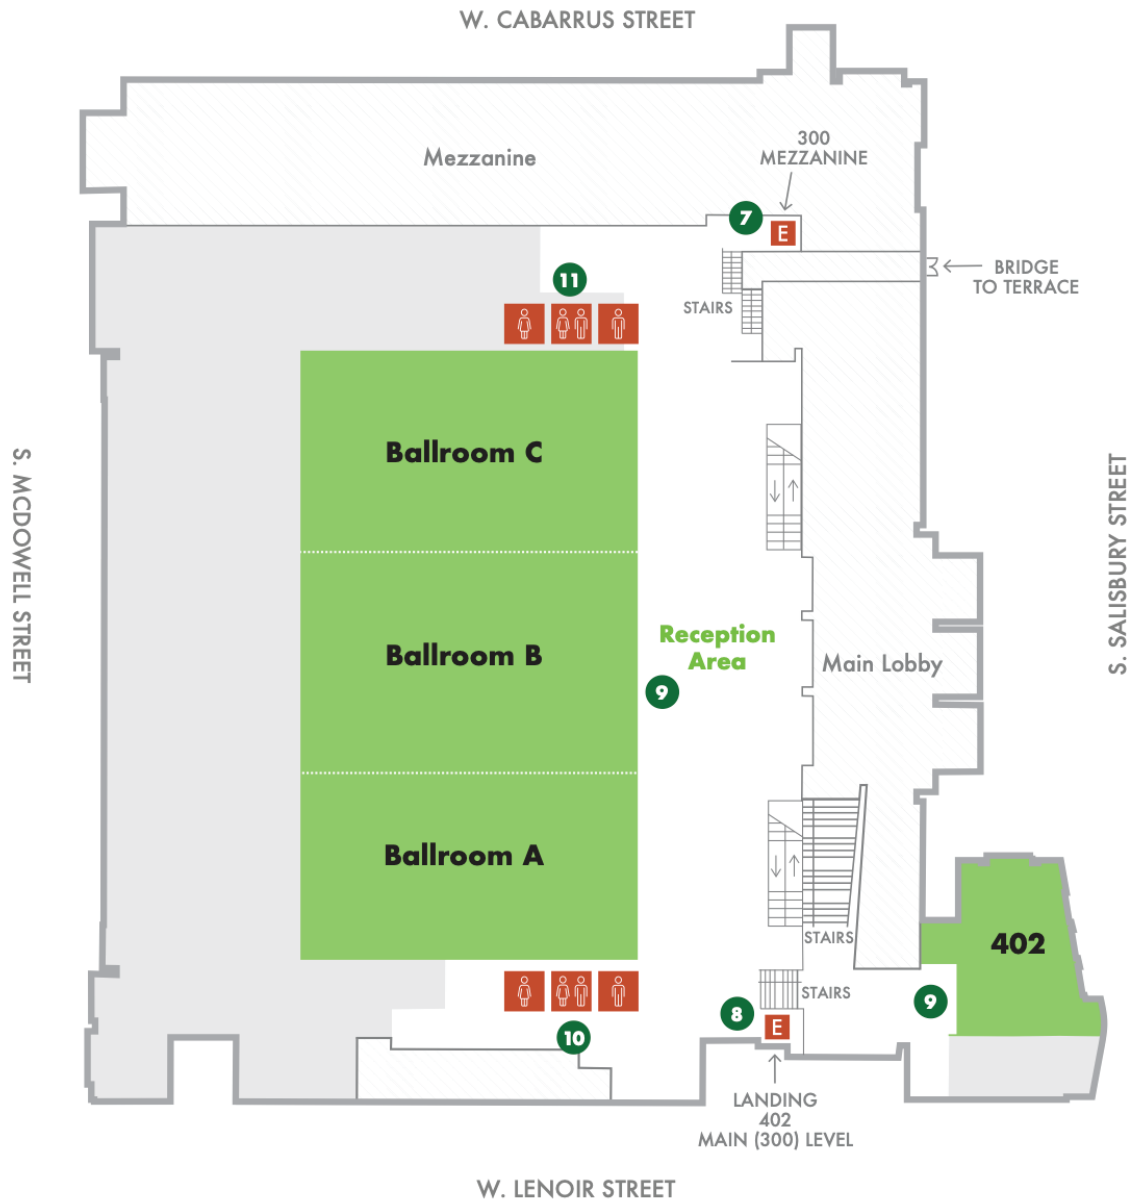 W. CABARRUS STREET
300
MEZZANINE
Mezzanine
7
E
BRIDGE
TO TERRACE
11
STAIRS
Ballroom C
S. MCDOWELL STREET
S. SALISBURY STREET
Reception
Area
Ballroom B
Main Lobby
9
Ballroom A
STAIRS
402
STAIRS
9
8
E
10
LANDING
402
MAIN (300) LEVEL
W. LENOIR STREET